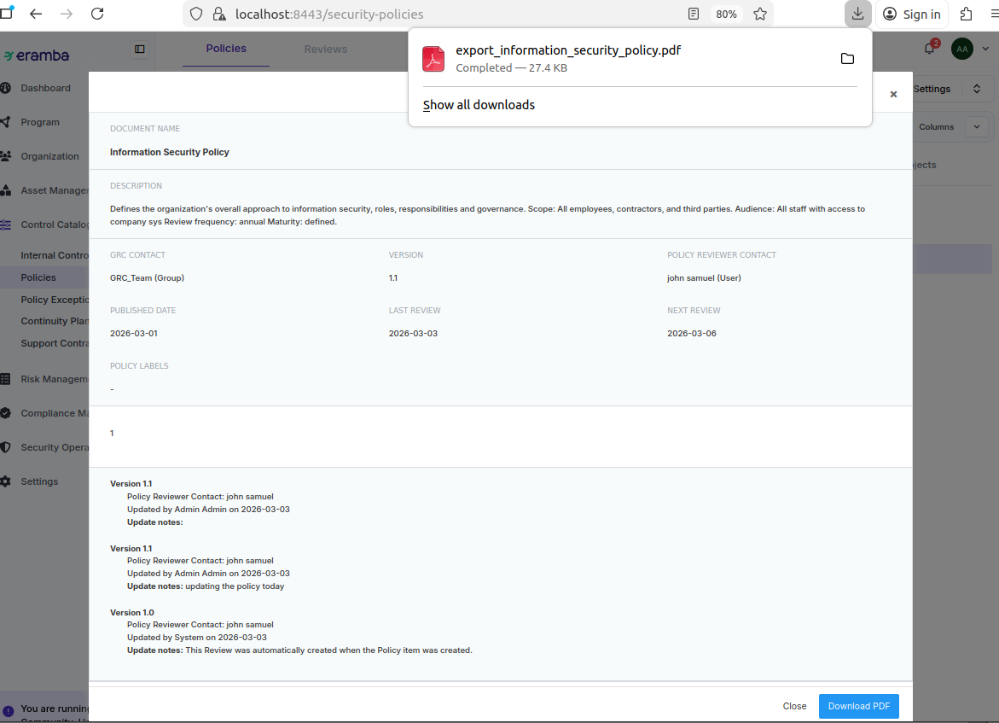 localhost:8443/security-policies
80%
Sign in
export_information_security_policy.pdf
Completed — 27.4 KB
Show all downloads
eramba
Policies
Reviews
2
AA
Dashboard
Program
Organization
Asset Manage
Control Catalo
Internal Contro
Policies
Policy Exceptio
Continuity Plan
Support Contra
Risk Managem
Compliance Ma
Security Opera
Settings
You are running
Settings
Columns
×
DOCUMENT NAME
Information Security Policy
DESCRIPTION
Defines the organization's overall approach to information security, roles, responsibilities and governance. Scope: All employees, contractors, and third parties. Audience: All staff with access to
company sys Review frequency: annual Maturity: defined.
GRC CONTACT
VERSION
POLICY REVIEWER CONTACT
GRC_Team (Group)
1.1
john samuel (User)
PUBLISHED DATE
LAST REVIEW
NEXT REVIEW
2026-03-01
2026-03-03
2026-03-06
POLICY LABELS
-
1
Version 1.1
Policy Reviewer Contact: john samuel
Updated by Admin Admin on 2026-03-03
Update notes:
Version 1.1
Policy Reviewer Contact: john samuel
Updated by Admin Admin on 2026-03-03
Update notes: updating the policy today
Version 1.0
Policy Reviewer Contact: john samuel
Updated by System on 2026-03-03
Update notes: This Review was automatically created when the Policy item was created.
Close
Download PDF